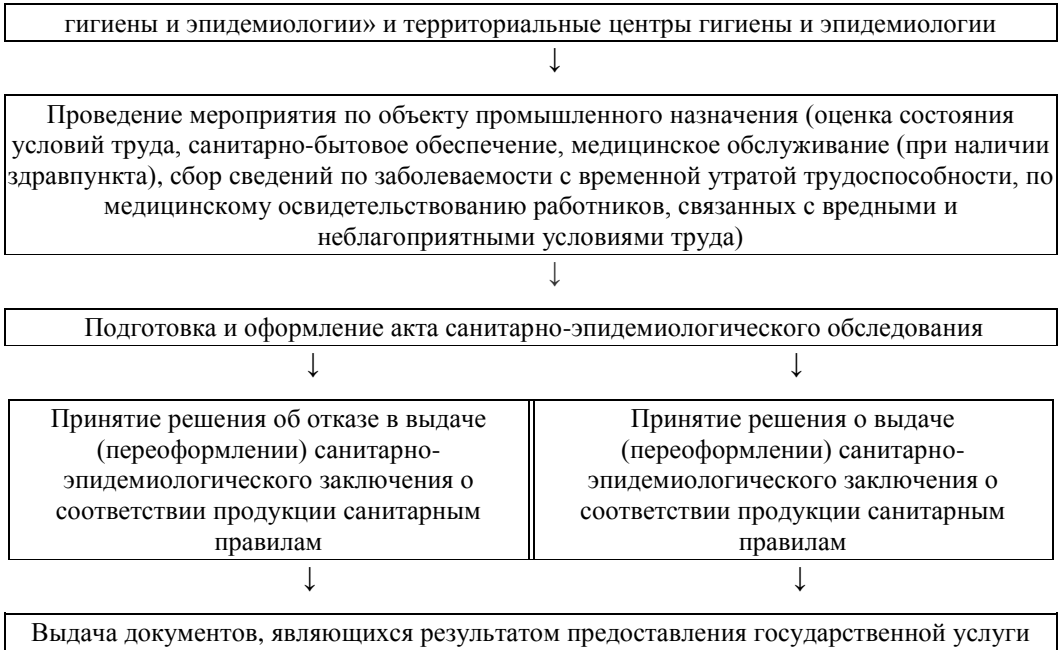 гигиены и эпидемиологии» и территориальные центры гигиены и эпидемиологии
↓
Проведение мероприятия по объекту промышленного назначения (оценка состояния
условий труда, санитарно-бытовое обеспечение, медицинское обслуживание (при наличии
здравпункта), сбор сведений по заболеваемости с временной утратой трудоспособности, по
медицинскому освидетельствованию работников, связанных с вредными и
неблагоприятными условиями труда)
↓
Подготовка и оформление акта санитарно-эпидемиологического обследования
↓ ↓
Принятие решения об отказе в выдаче
(переоформлении) санитарно-
эпидемиологического заключения о
соответствии продукции санитарным
правилам
Принятие решения о выдаче
(переоформлении) санитарно-
эпидемиологического заключения о
соответствии продукции санитарным
правилам
↓ ↓
Выдача документов, являющихся результатом предоставления государственной услуги